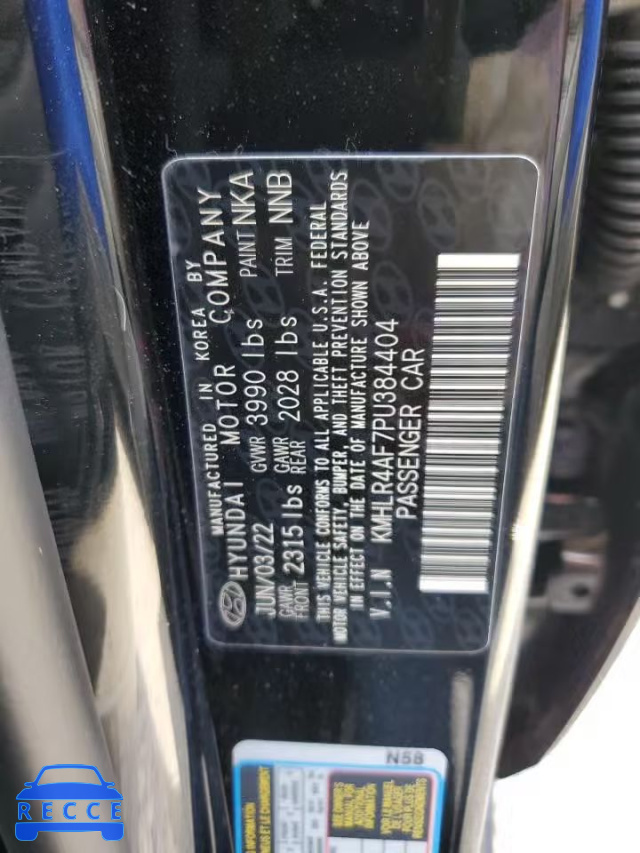 MANUFACTURED IN KOREA BY
HYUNDAI MOTOR COMPANY
JUN/03/22 GVWR 3990 lbs PAINT NKA
GAWR FRONT 2315 lbs GAWR REAR 2028 lbs TRIM NNB
THIS VEHICLE CONFORMS TO ALL APPLICABLE U.S.A. FEDERAL
MOTOR VEHICLE SAFETY, BUMPER, AND THEFT PREVENTION STANDARDS
IN EFFECT ON THE DATE OF MANUFACTURE SHOWN ABOVE
V.I.N KMHLR4AF7PU384404
PASSENGER CAR
N5B
RECCE